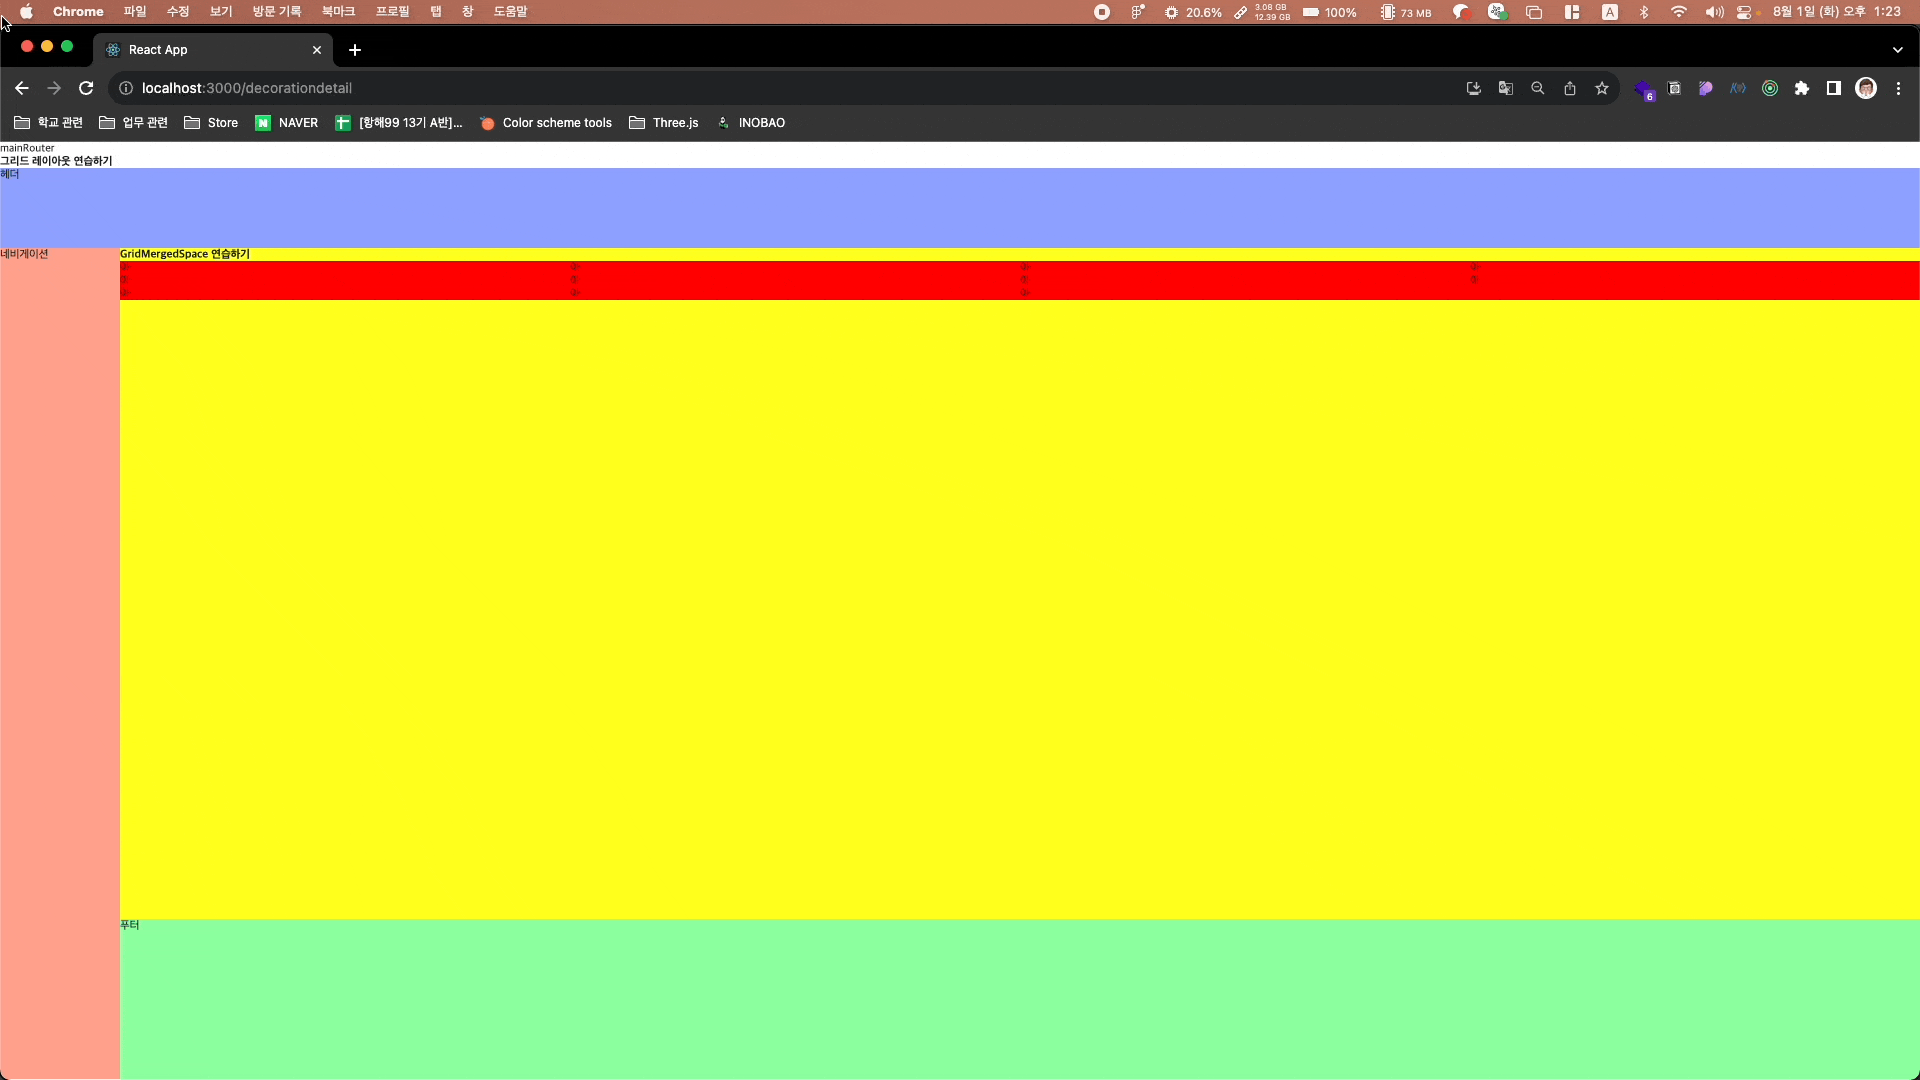 Chrome 파일 수정 보기 방문 기록 북마크 프로필 탭 창 도움말 20.6% 3.08 GB 12.39 GB 100% 73 MB A 8월 1일 (화) 오후 1:23
React App
localhost:3000/decorationdetail
6
학교 관련 업무 관련 Store N NAVER [항해99 13기 A반]... Color scheme tools Three.js INOBAO
mainRouter
그리드 레이아웃 연습하기
헤더
네비게이션
GridMergedSpace 연습하기
푸터